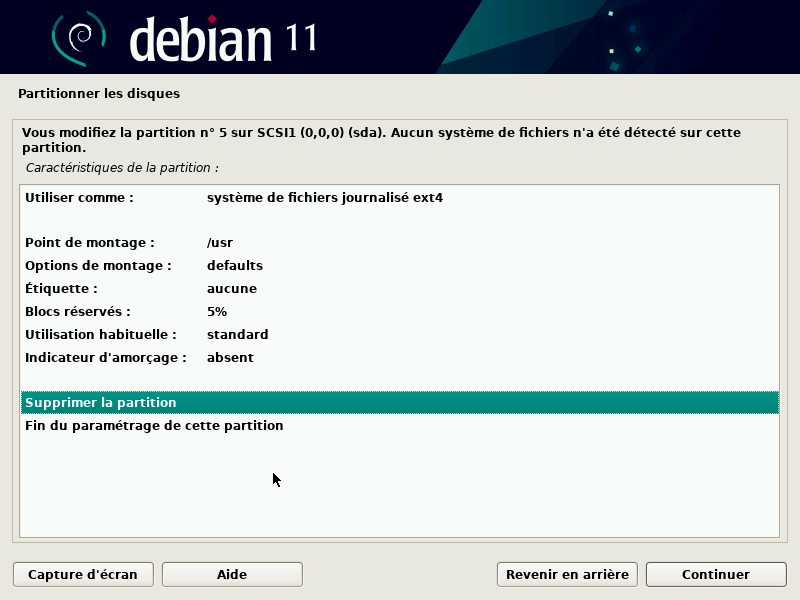 debian 11
Partitionner les disques
Vous modifiez la partition n° 5 sur SCSI1 (0,0,0) (sda). Aucun système de fichiers n'a été détecté sur cette
partition.
Caractéristiques de la partition :
Utiliser comme : système de fichiers journalisé ext4
Point de montage : /usr
Options de montage : defaults
Étiquette : aucune
Blocs réservés : 5%
Utilisation habituelle : standard
Indicateur d'amorçage : absent
Supprimer la partition
Fin du paramétrage de cette partition
Capture d'écran Aide Revenir en arrière Continuer